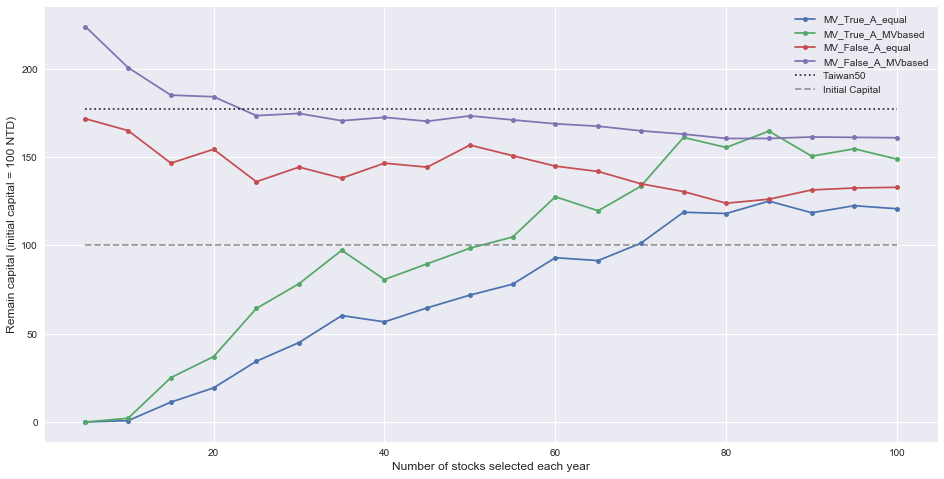 MV_True_A_equal
MV_True_A_MVbased
MV_False_A_equal
MV_False_A_MVbased
Taiwan50
Initial Capital
200
150
100
50
0
Remain capital (initial capital = 100 NTD)
20
40
60
80
100
Number of stocks selected each year